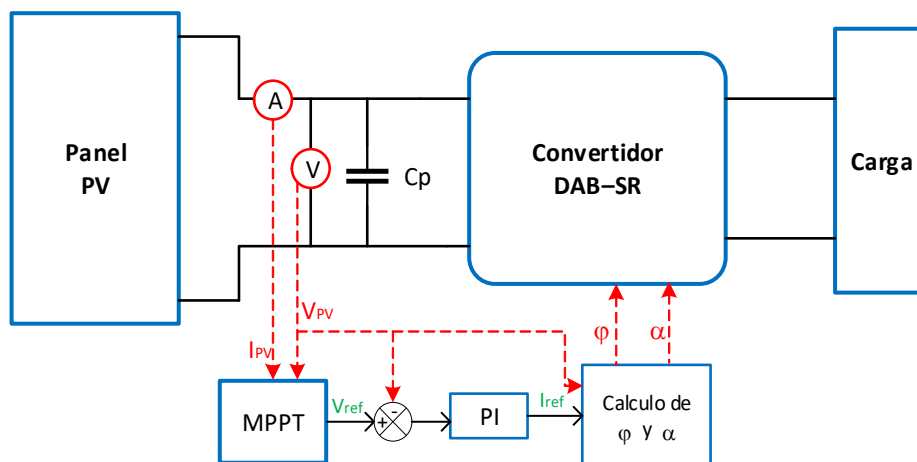 Panel
PV
A
V
Cp
Convertidor
DAB–SR
Carga
VPV
IPV
φ
α
MPPT
Vref
+
-
PI
Iref
Calculo de
φ y α